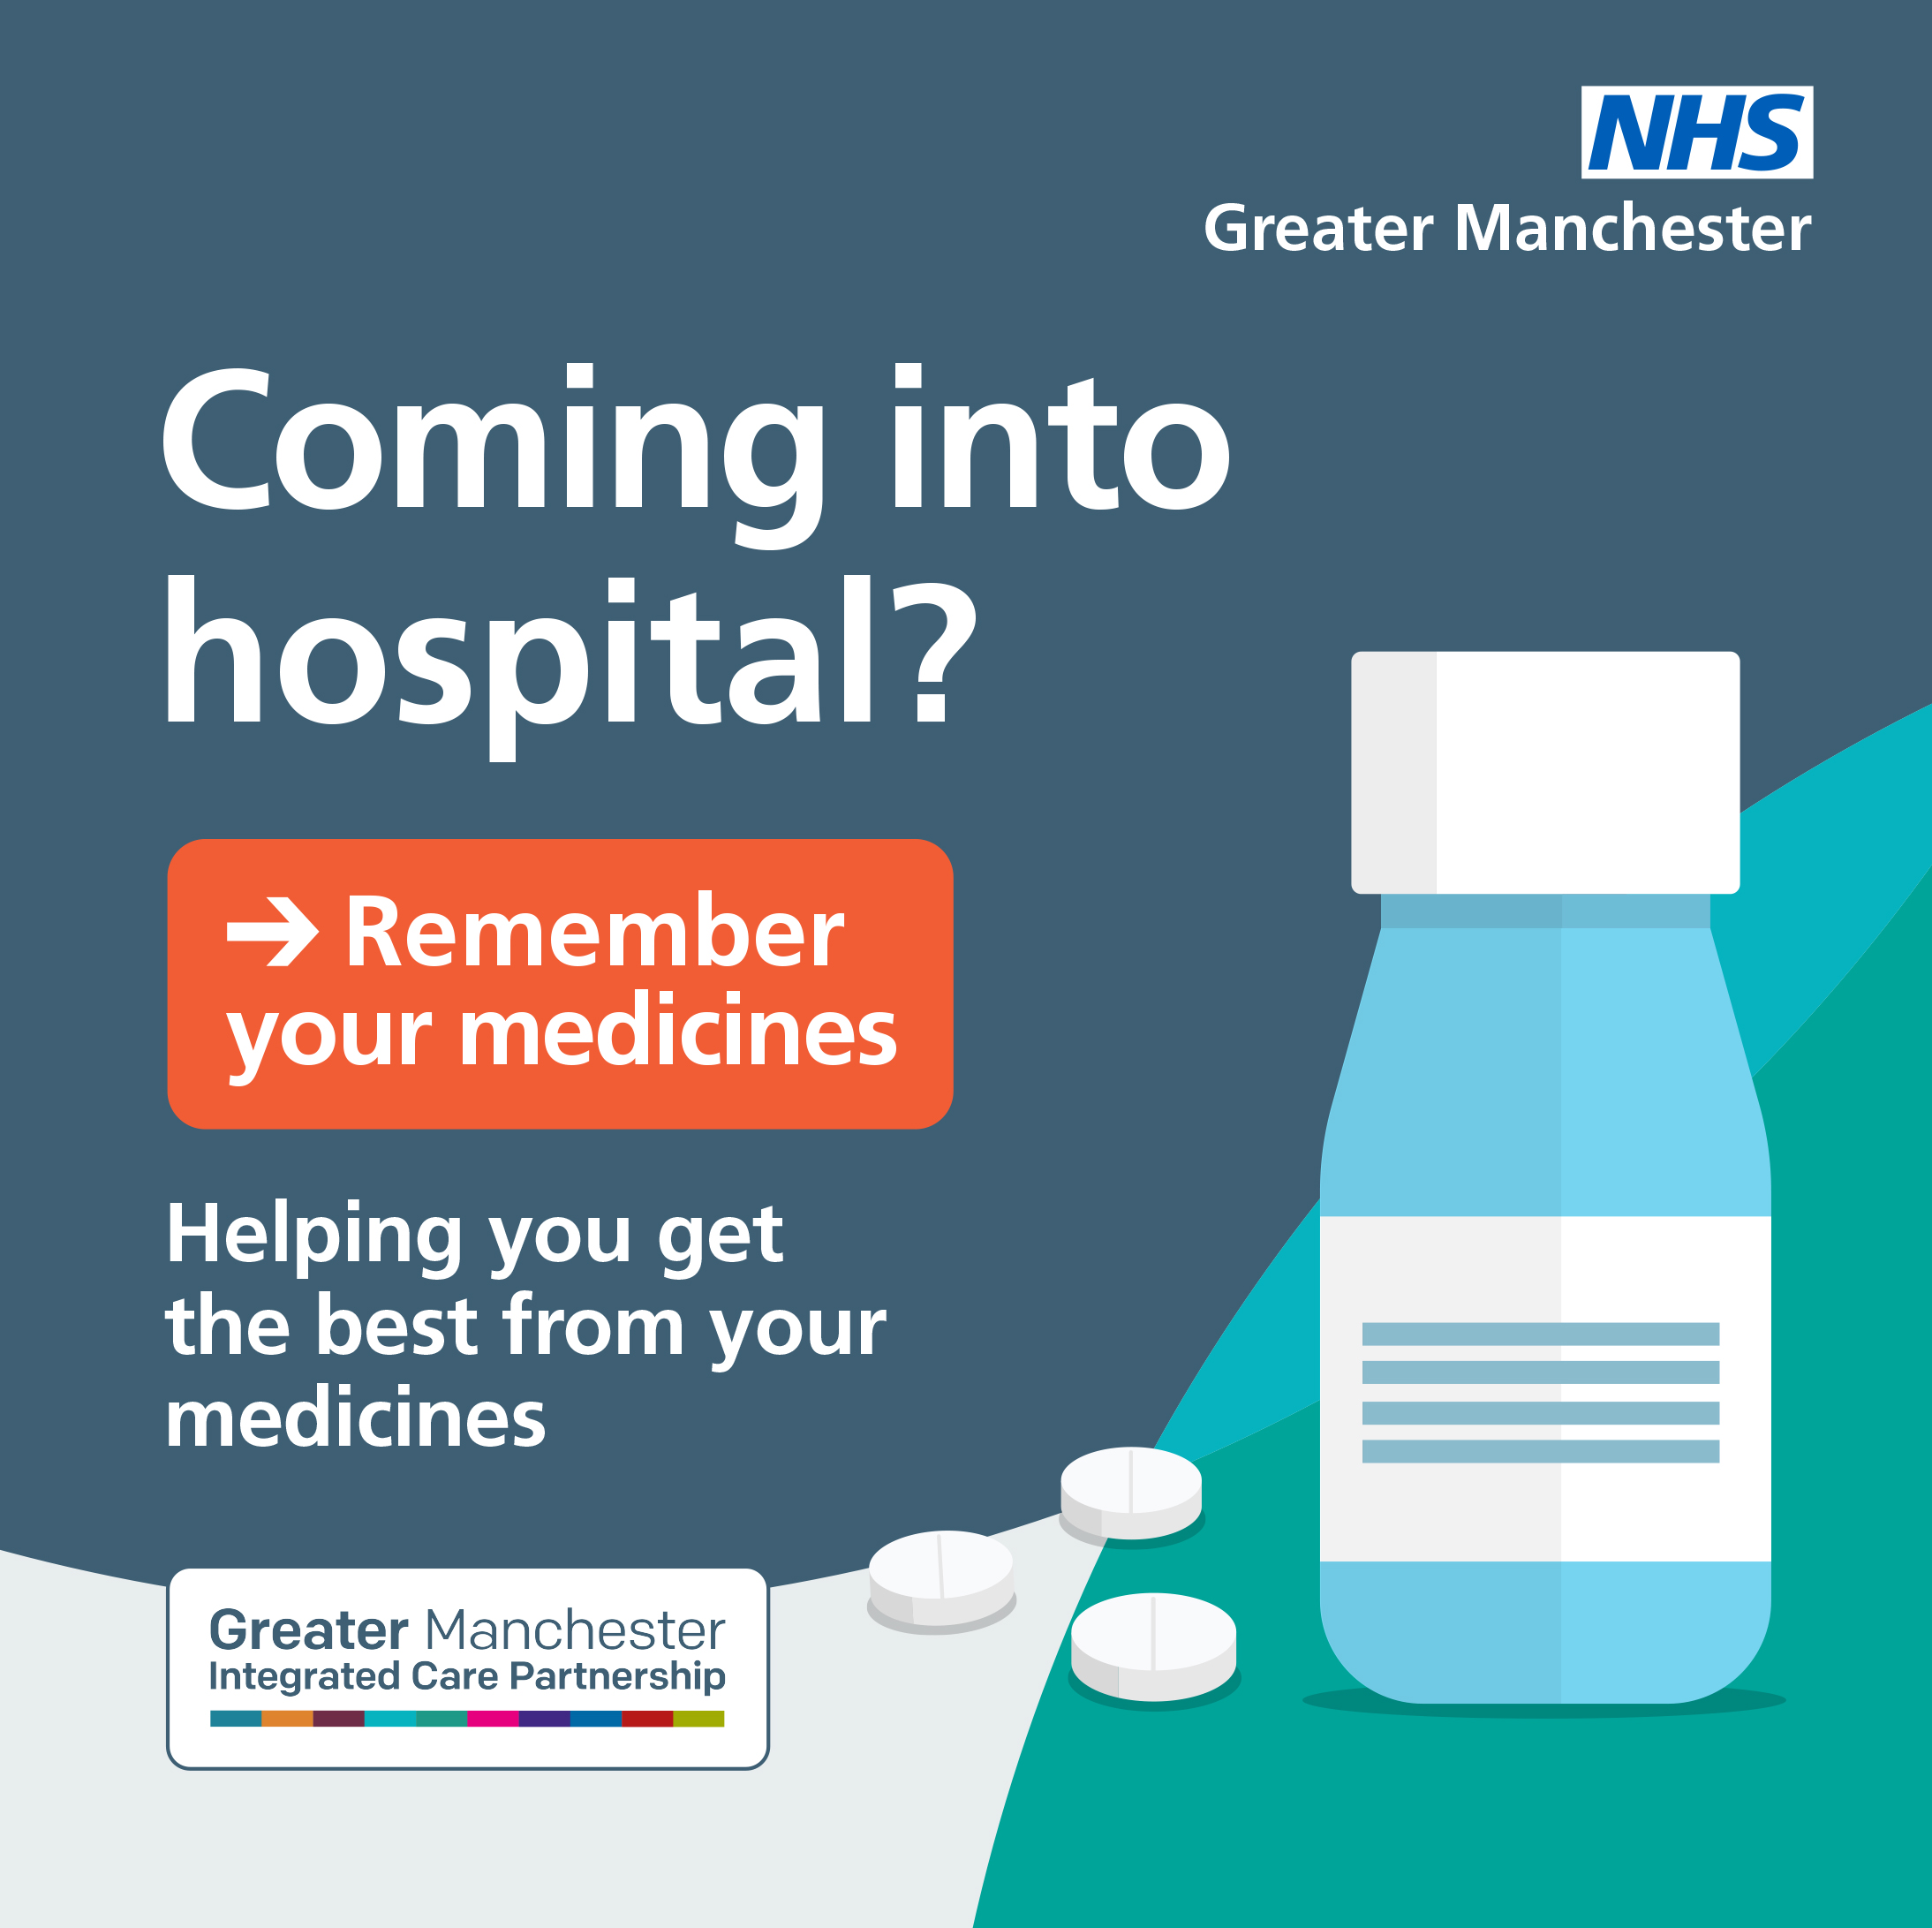 NHS
Greater Manchester
Coming into
hospital?
→ Remember
your medicines
Helping you get
the best from your
medicines
Greater Manchester
Integrated Care Partnership